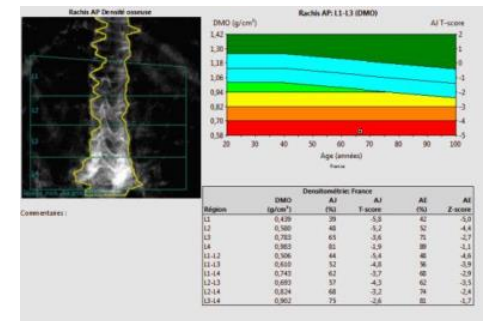 Rachis AP Densité osseuse
L1
L2
L3
Commentaires :
Rachis AP: L1-L3 (DMO)
DMO (g/cm²) AJ T-score
1,42 2
1,30 1
1,18 0
1,06 -1
0,94 -2
0,82 -3
0,70 -4
0,58 -5
20 30 40 50 60 70 80 90 100
Age (années)
France
Densitométrie: France
DMO AJ AJ AE AE
Région (g/cm²) (%) T-score (%) Z-score
L1 0,439 39 -5,8 42 -5,0
L2 0,580 48 -5,2 52 -4,4
L3 0,783 65 -3,6 71 -2,7
L4 0,983 81 -1,9 89 -1,1
L1-L2 0,506 44 -5,4 48 -4,6
L1-L3 0,610 52 -4,8 56 -3,9
L1-L4 0,743 62 -3,7 68 -2,9
L2-L3 0,693 57 -4,3 62 -3,5
L2-L4 0,824 68 -3,2 74 -2,4
L3-L4 0,902 75 -2,6 81 -1,7